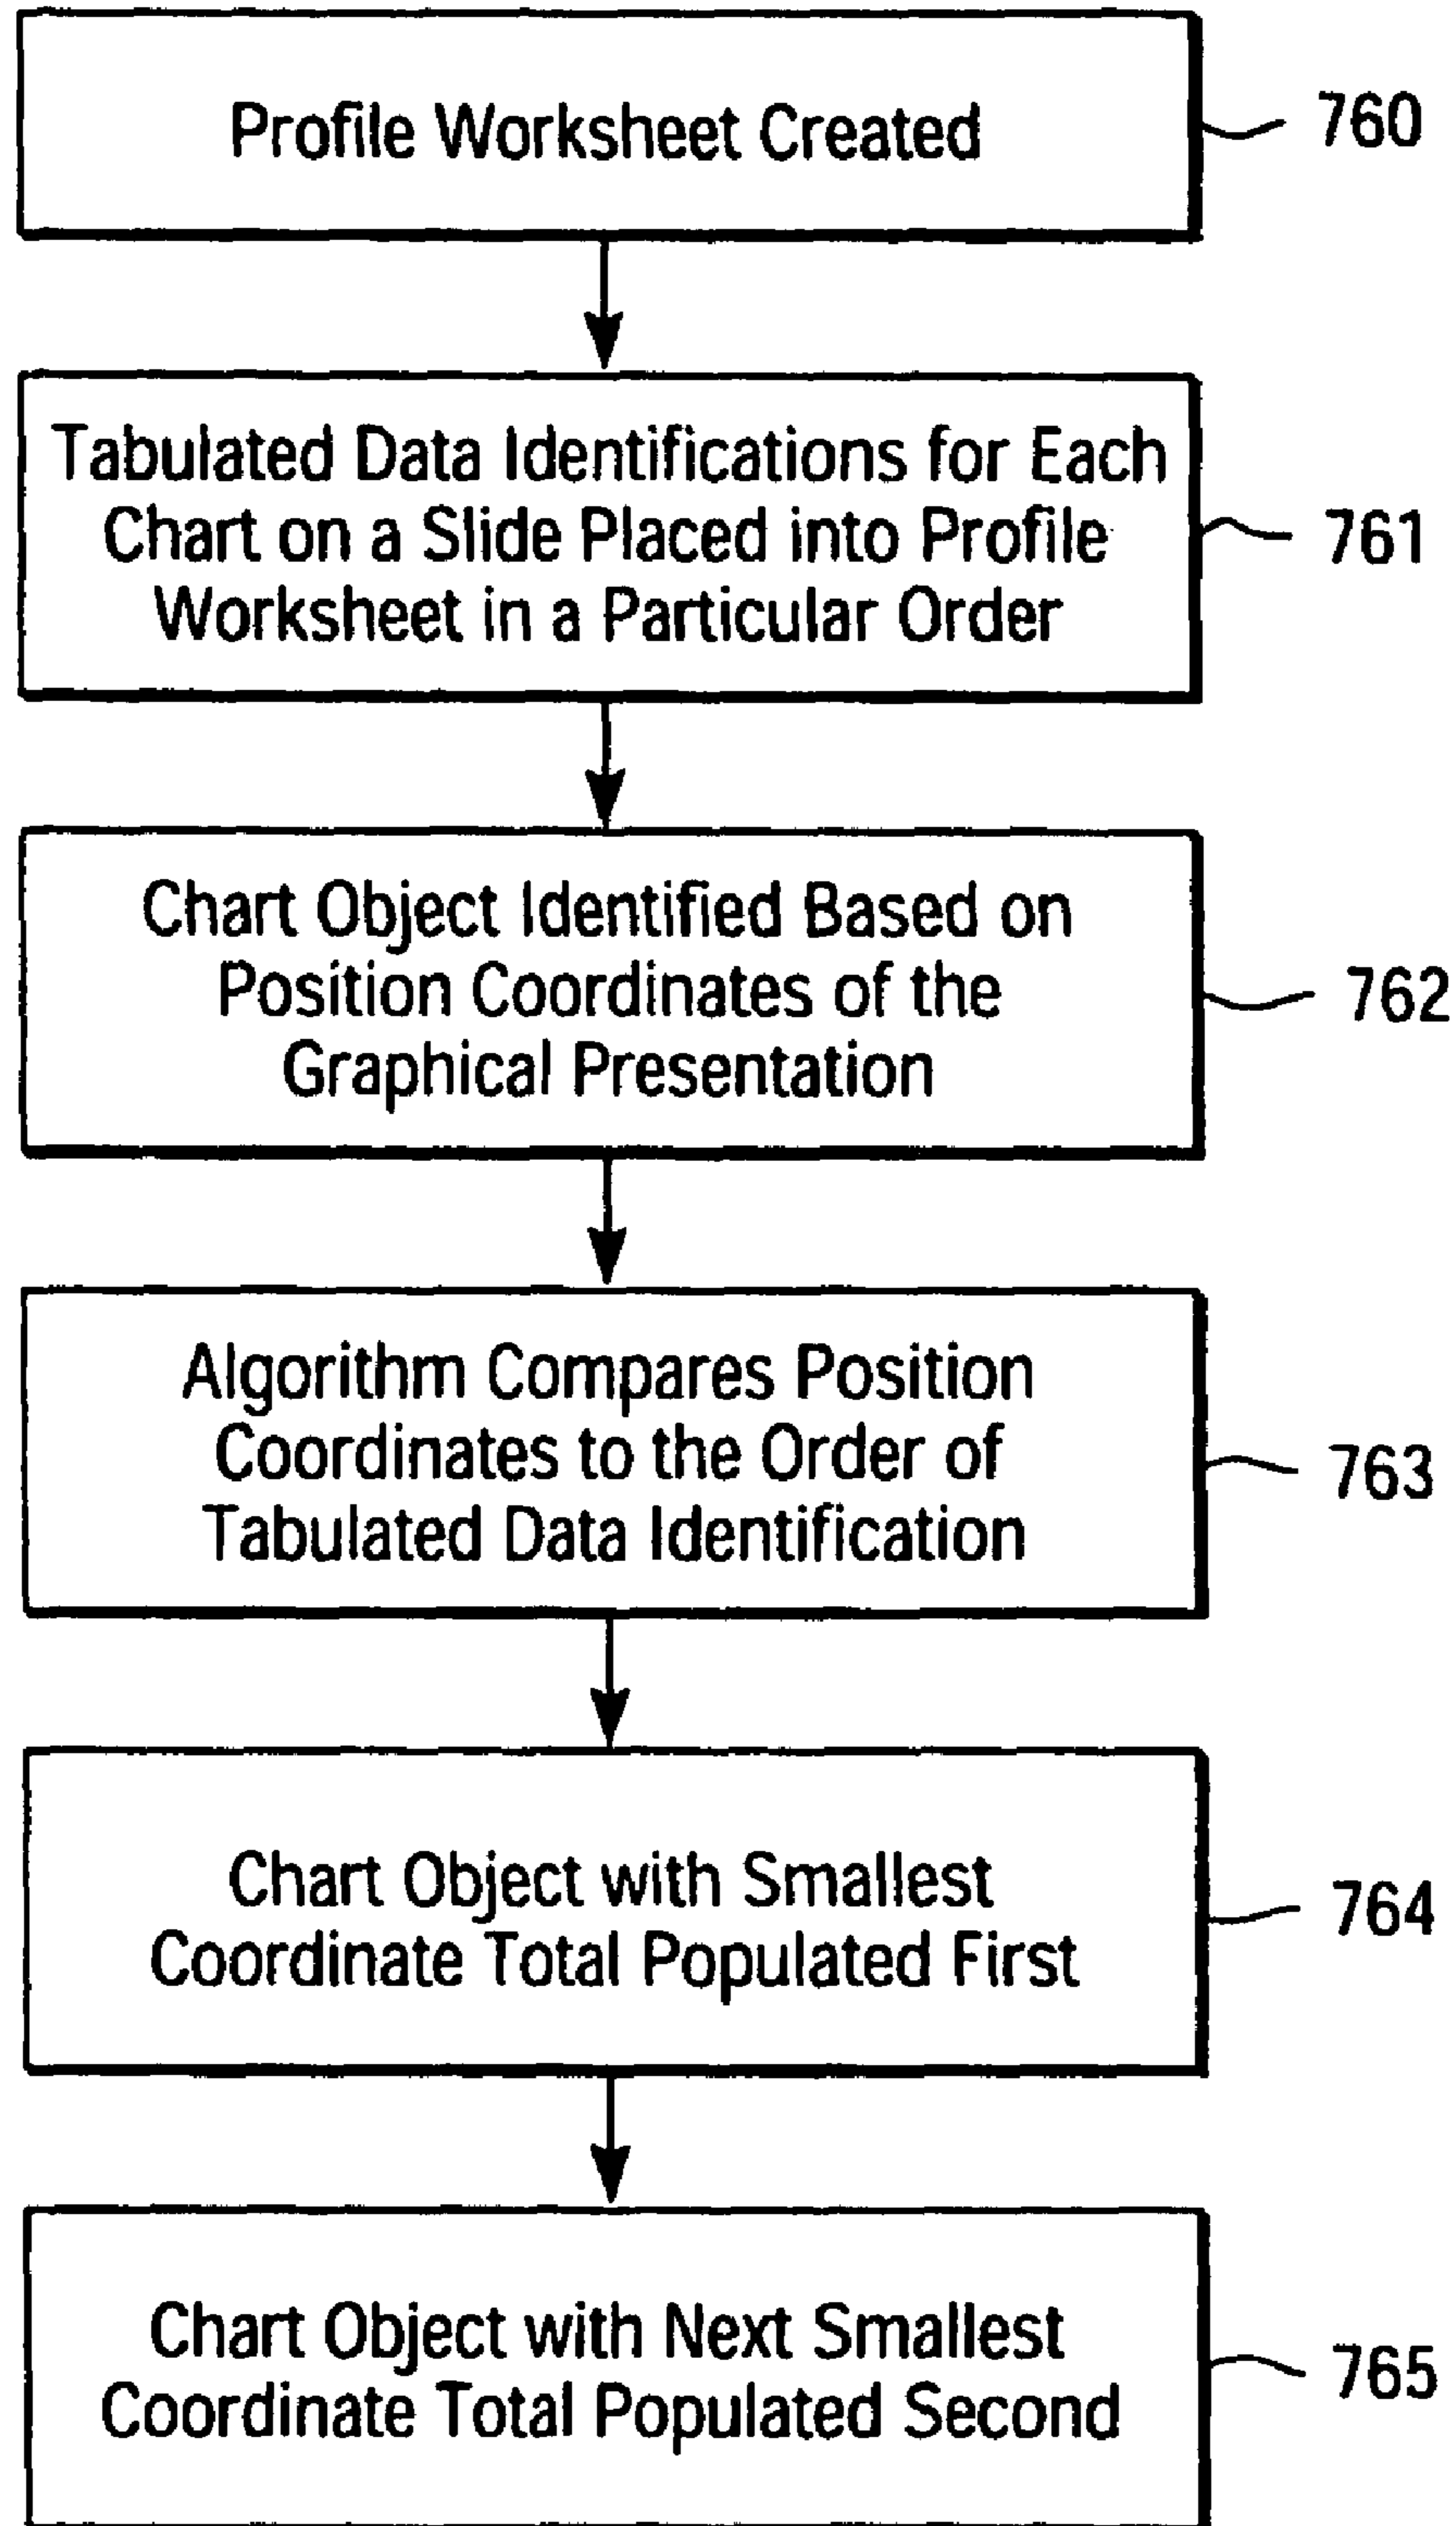 Profile Worksheet Created
760
Tabulated Data Identifications for Each
Chart on a Slide Placed into Profile
Worksheet in a Particular Order
761
Chart Object Identified Based on
Position Coordinates of the
Graphical Presentation
762
Algorithm Compares Position
Coordinates to the Order of
Tabulated Data Identification
763
Chart Object with Smallest
Coordinate Total Populated First
764
Chart Object with Next Smallest
Coordinate Total Populated Second
765